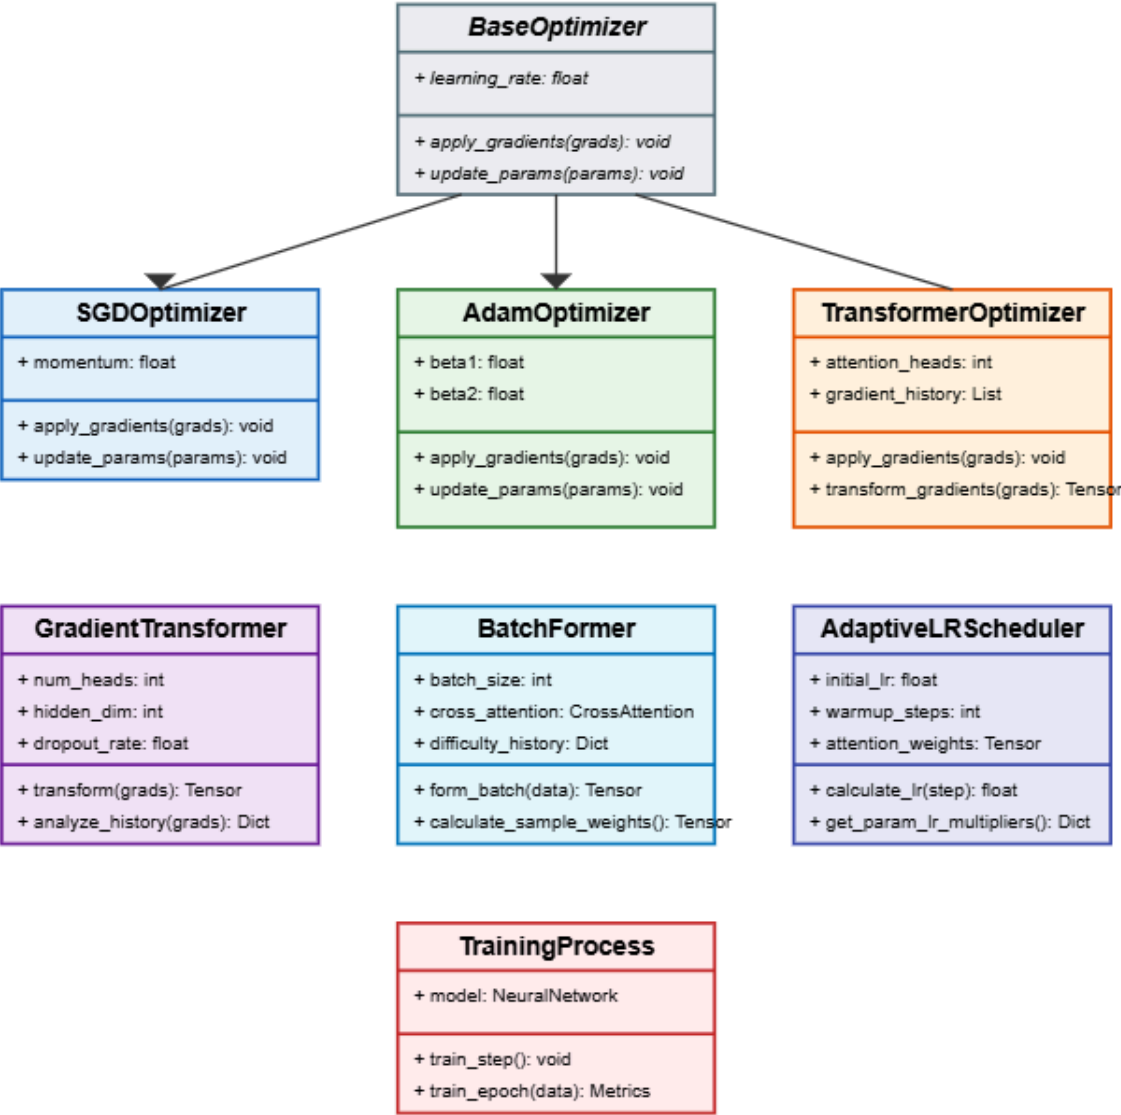 BaseOptimizer
+ learning_rate: float
+ apply_gradients(grads): void
+ update_params(params): void
SGDOptimizer
+ momentum: float
+ apply_gradients(grads): void
+ update_params(params): void
AdamOptimizer
+ beta1: float
+ beta2: float
+ apply_gradients(grads): void
+ update_params(params): void
TransformerOptimizer
+ attention_heads: int
+ gradient_history: List
+ apply_gradients(grads): void
+ transform_gradients(grads): Tensor
GradientTransformer
+ num_heads: int
+ hidden_dim: int
+ dropout_rate: float
+ transform(grads): Tensor
+ analyze_history(grads): Dict
BatchFormer
+ batch_size: int
+ cross_attention: CrossAttention
+ difficulty_history: Dict
+ form_batch(data): Tensor
+ calculate_sample_weights(): Tensor
AdaptiveLRScheduler
+ initial_lr: float
+ warmup_steps: int
+ attention_weights: Tensor
+ calculate_lr(step): float
+ get_param_lr_multipliers(): Dict
TrainingProcess
+ model: NeuralNetwork
+ train_step(): void
+ train_epoch(data): Metrics